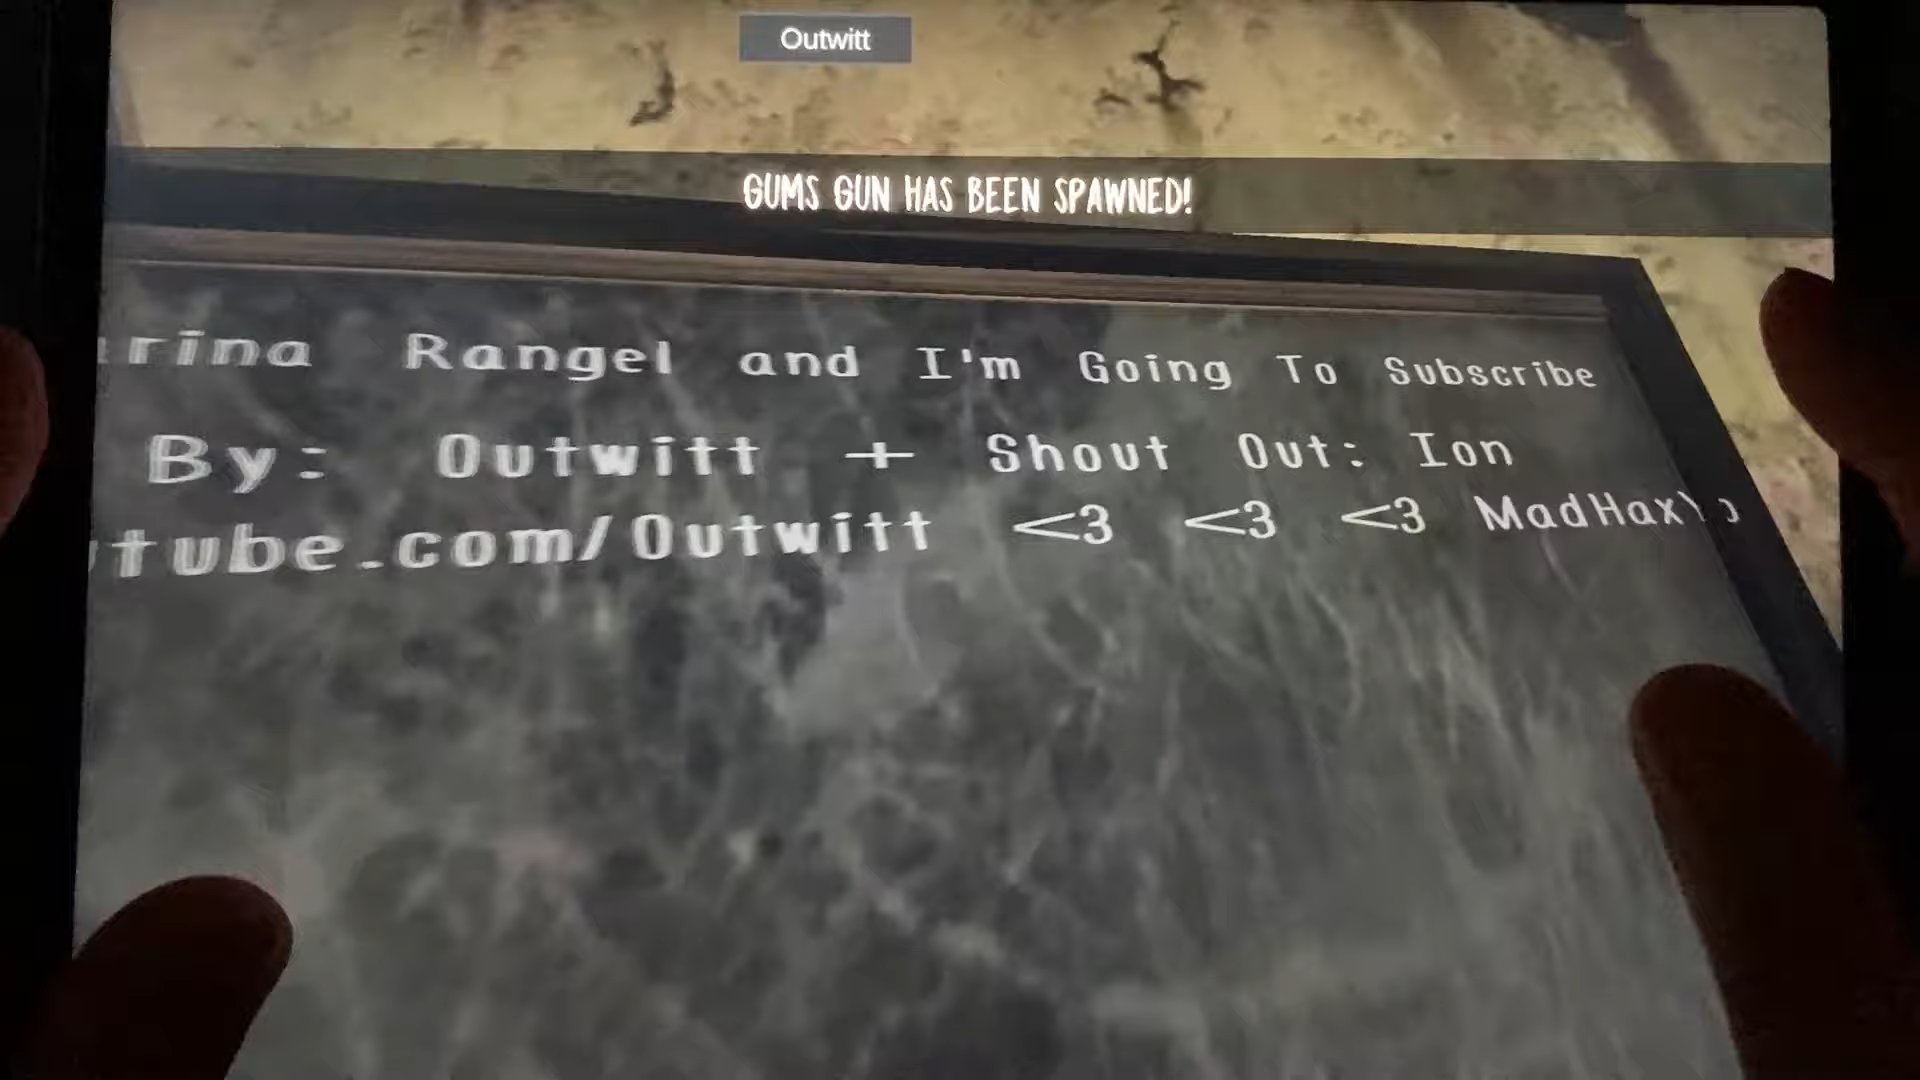 Outwitt
GUMS GUN HAS BEEN SPAWNED!
Rangel and I'm Going To Subscribe
By: Outwitt + Shout Out: Ion
tube.com/Outwitt <3 <3 <3